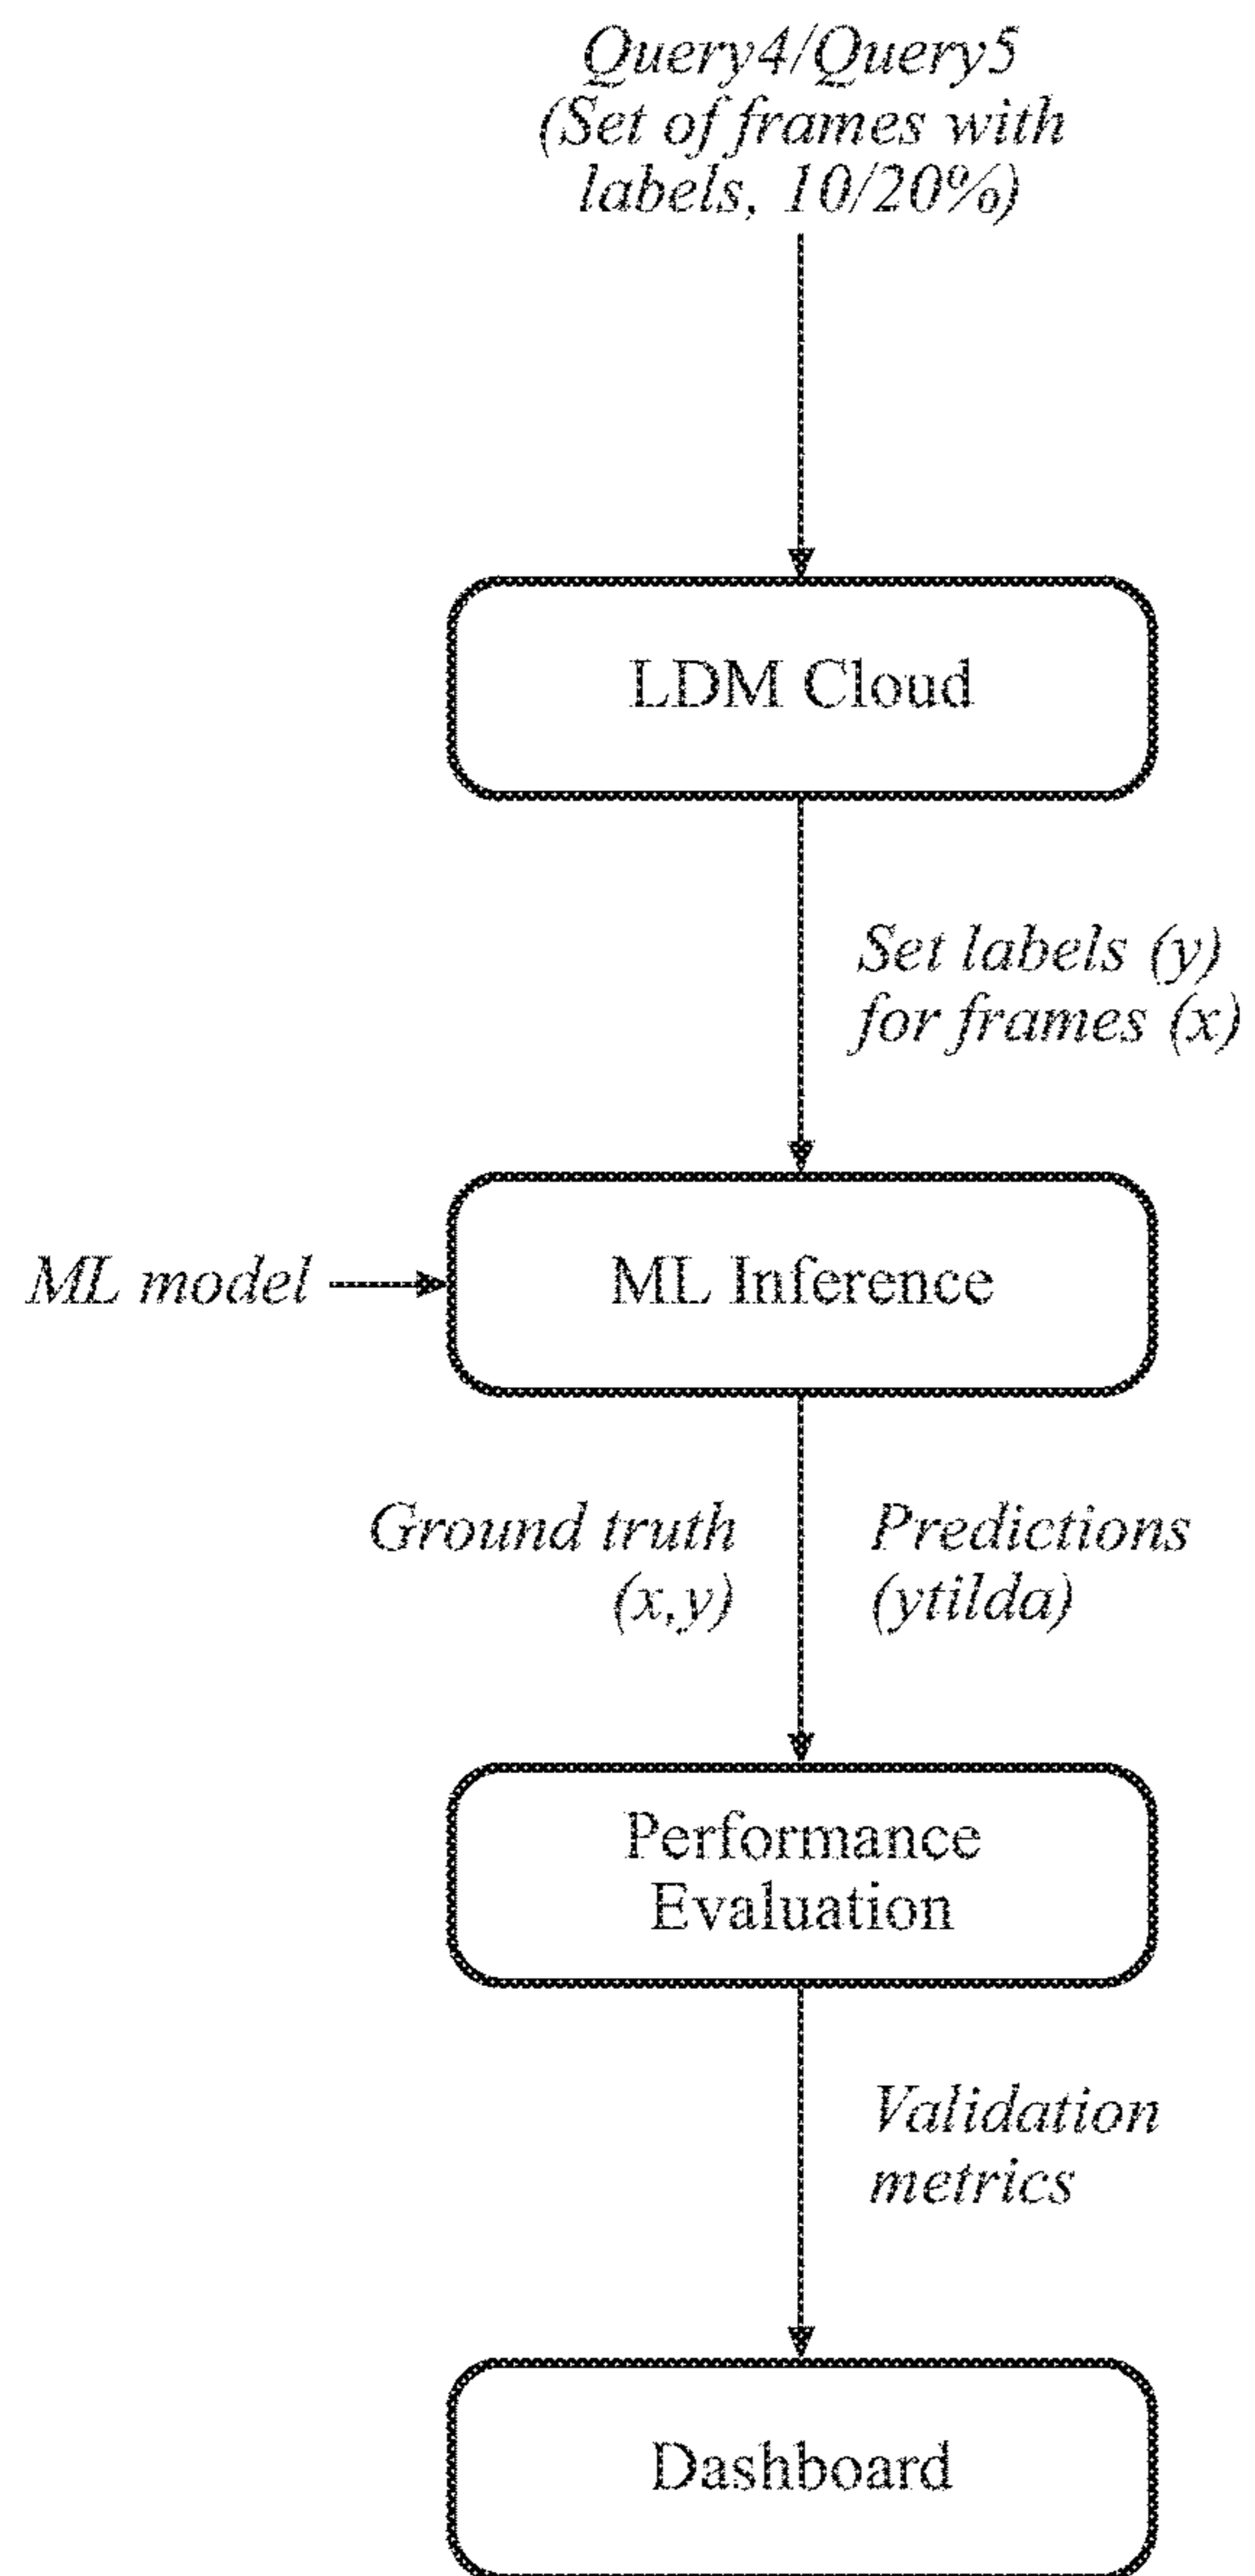 Query4/Query5
(Set of frames with
labels, 10/20%)
LDM Cloud
Set labels (y)
for frames (x)
ML model
ML Inference
Ground truth
(x,y)
Predictions
(ytilda)
Performance
Evaluation
Validation
metrics
Dashboard